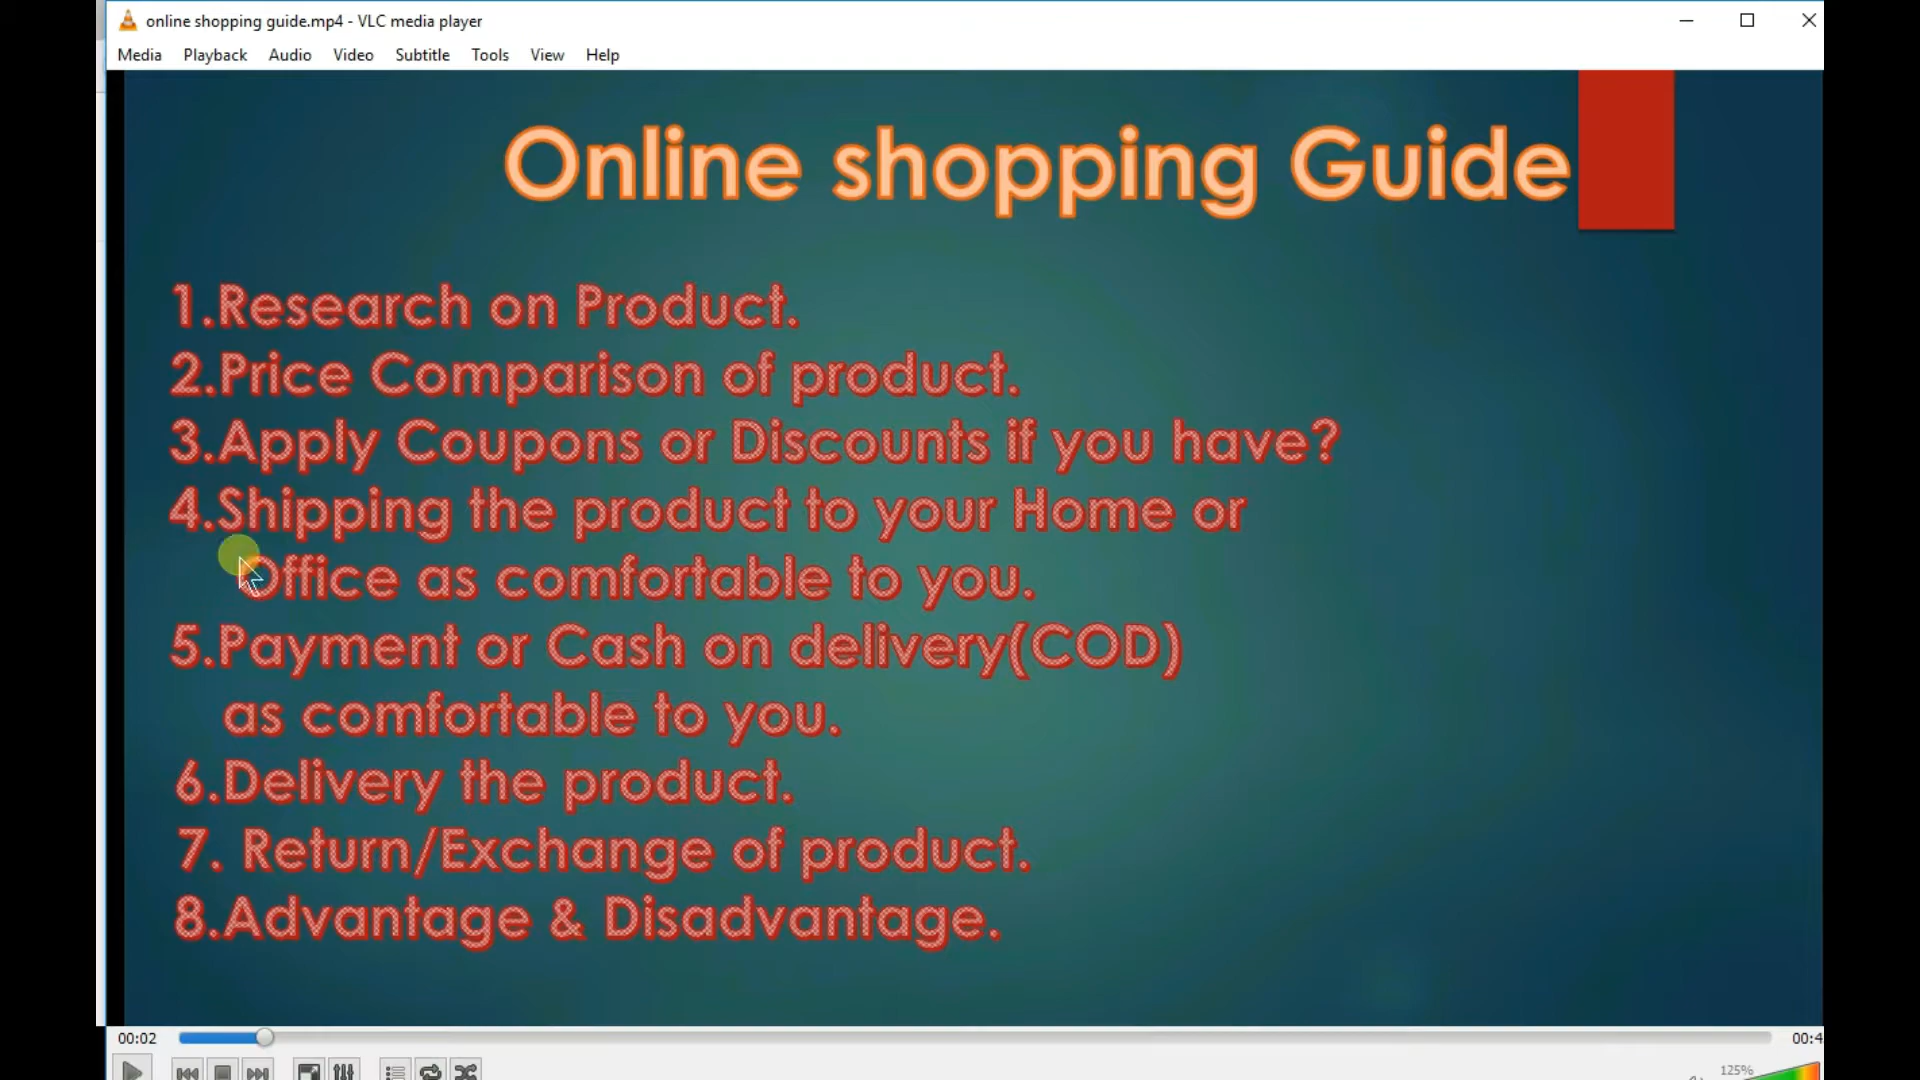 online shopping guide.mp4 - VLC media player
Media Playback Audio Video Subtitle Tools View Help
Online shopping Guide
1.Research on Product.
2.Price Comparison of product.
3.Apply Coupons or Discounts if you have?
4.Shipping the product to your Home or
Office as comfortable to you.
5.Payment or Cash on delivery(COD)
as comfortable to you.
6.Delivery the product.
7. Return/Exchange of product.
8.Advantage & Disadvantage.
00:02 00:4
125%